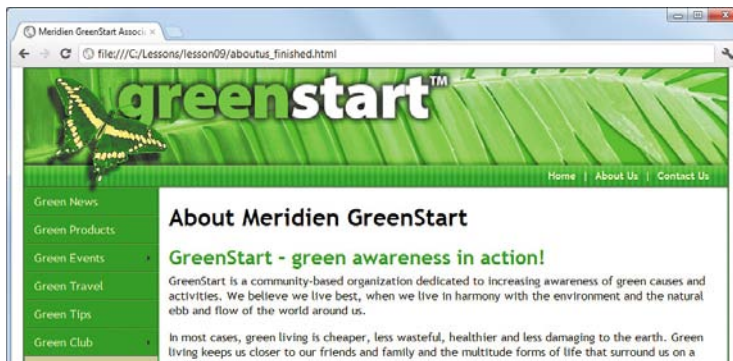 Meridien GreenStart Associ
file:///C:/Lessons/lesson09/aboutus_finished.html
greenstart™
Home | About Us | Contact Us
Green News
Green Products
Green Events
Green Travel
Green Tips
Green Club
About Meridien GreenStart
GreenStart - green awareness in action!
GreenStart is a community-based organization dedicated to increasing awareness of green causes and
activities. We believe we live best, when we live in harmony with the environment and the natural
ebb and flow of the world around us.
In most cases, green living is cheaper, less wasteful, healthier and less damaging to the earth. Green
living keeps us closer to our friends and family and the multitude forms of life that surround us on a